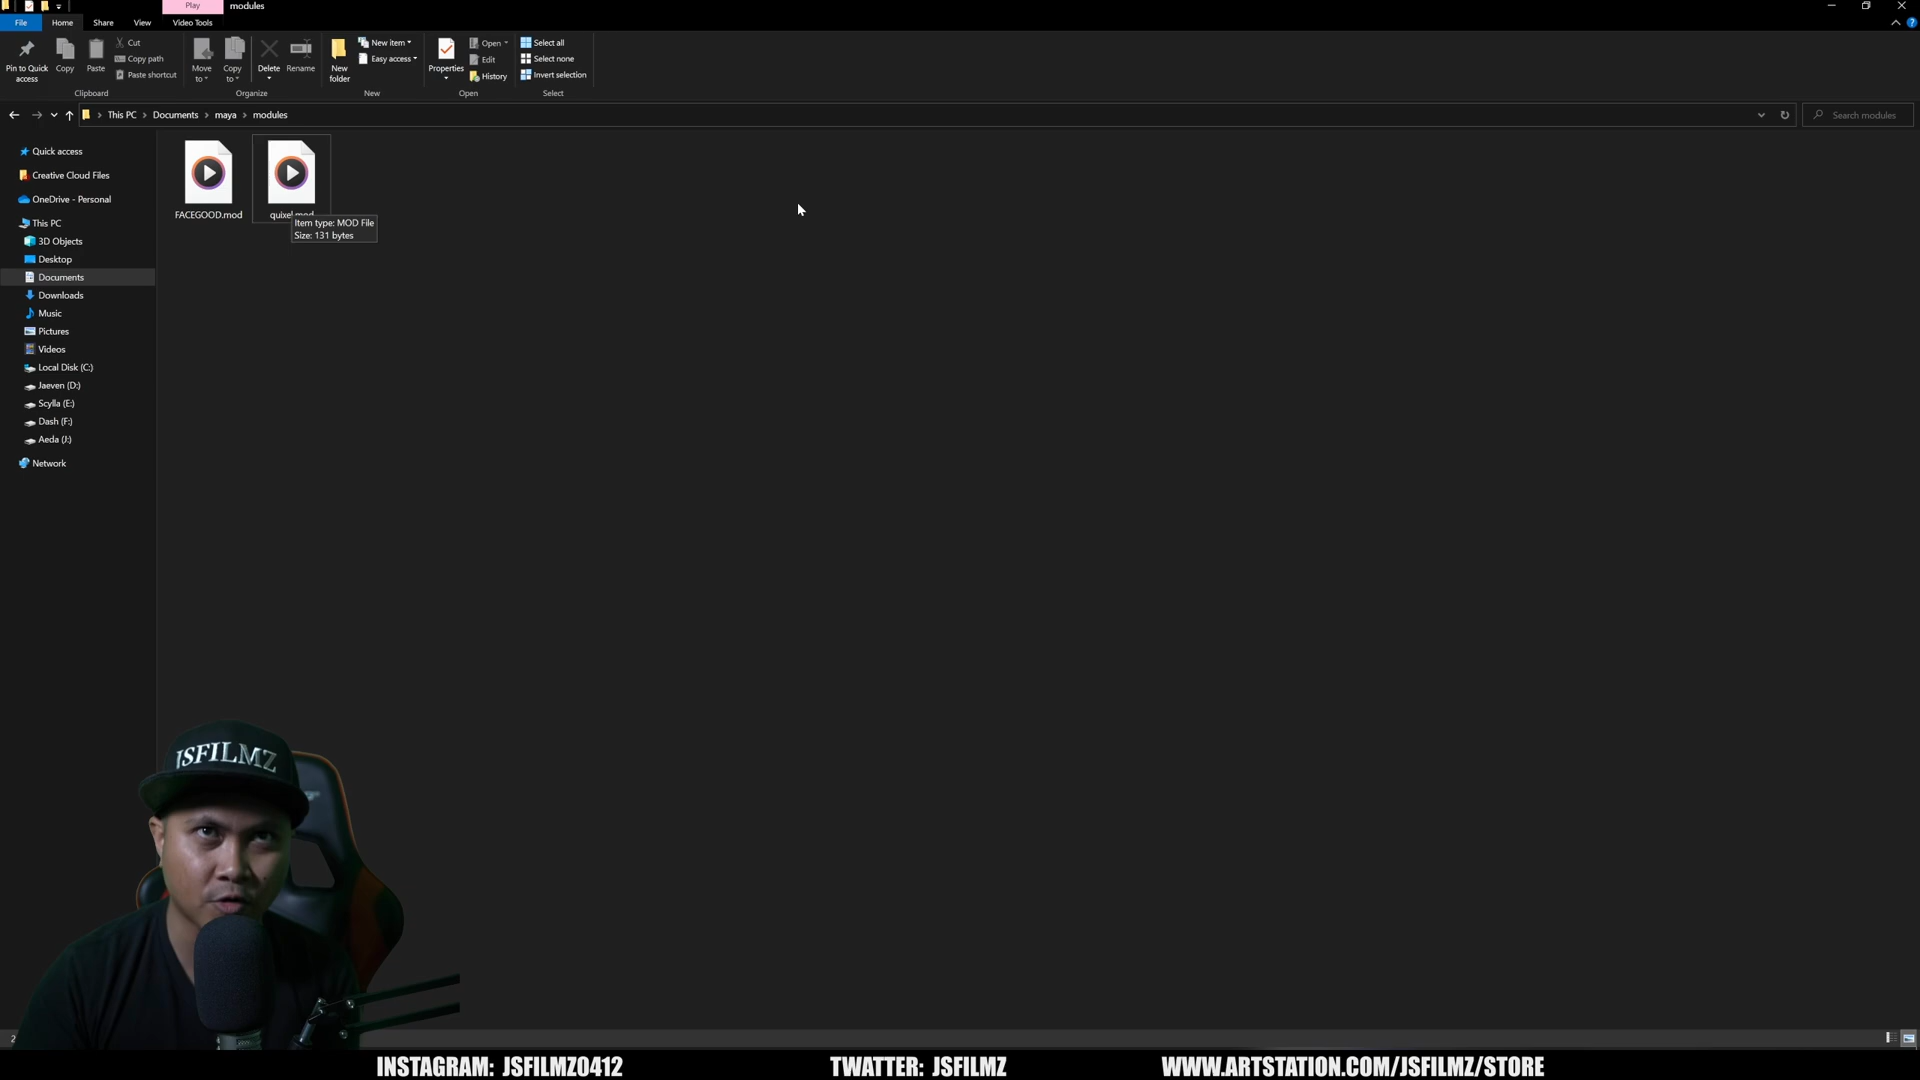 Play
modules
File
Home
Share
View
Video Tools
Pin to Quick access
Copy
Paste
Cut
Copy path
Paste shortcut
Clipboard
Move to
Copy to
Delete
Rename
Organize
New folder
New item
Easy access
New
Properties
Open
Edit
History
Open
Select all
Select none
Invert selection
Select
This PC > Documents > maya > modules
Search modules
Quick access
Creative Cloud Files
OneDrive - Personal
This PC
3D Objects
Desktop
Documents
Downloads
Music
Pictures
Videos
Local Disk (C:)
Jaeven (D:)
Scylla (E:)
Dash (F:)
Aeda (J:)
Network
FACEGOOD.mod
quixel.mod
Item type: MOD File
Size: 131 bytes
JSFILMZ
2
INSTAGRAM: JSFILMZ0412
TWATTER: JSFILMZ
WWW.ARTSTATION.COM/JSFILMZ/STORE